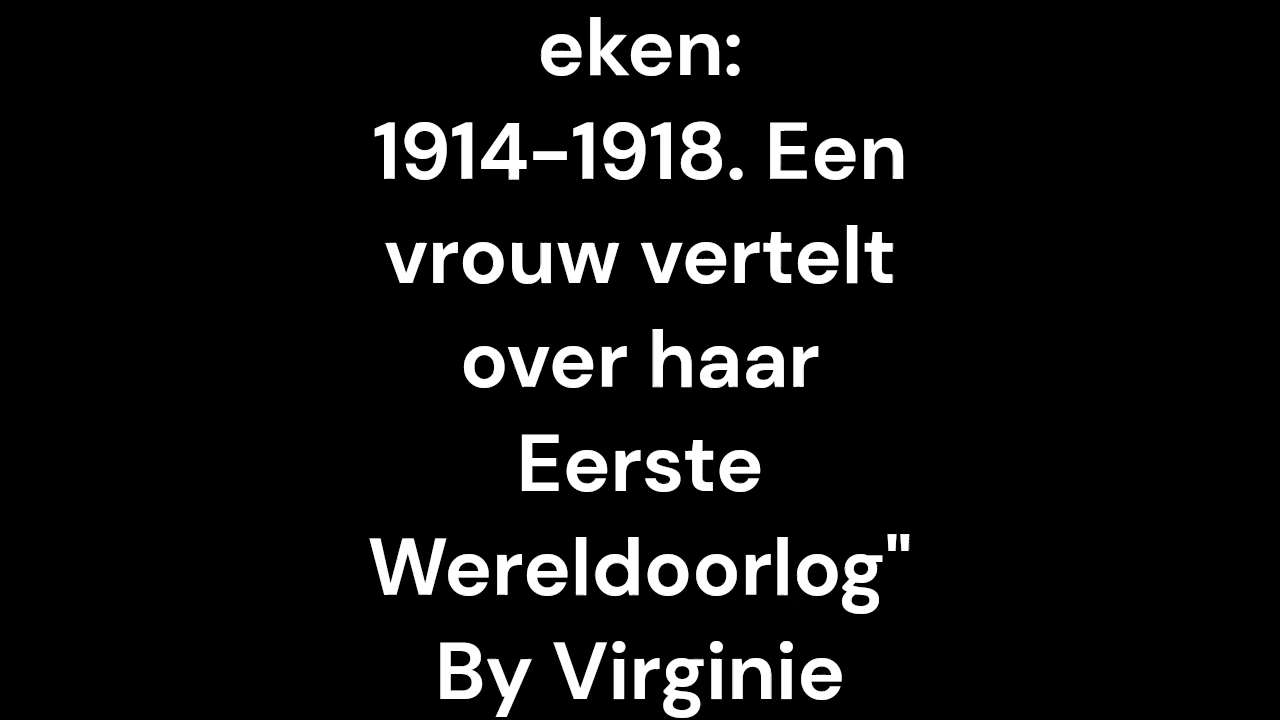 eken:
1914-1918. Een
vrouw vertelt
over haar
Eerste
Wereldoorlog"
By Virginie